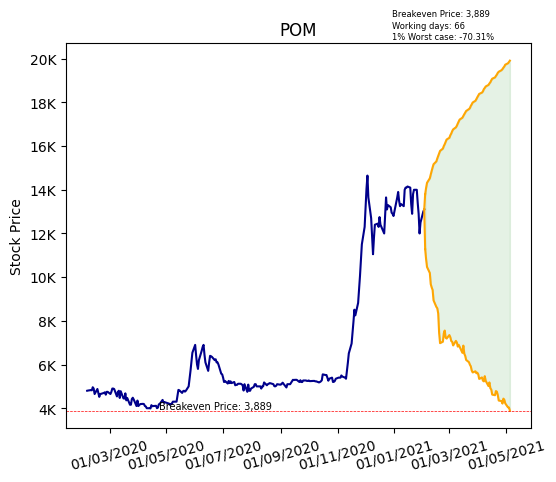 Breakeven Price: 3,889
Working days: 66
1% Worst case: -70.31%
POM
Stock Price
20K
18K
16K
14K
12K
10K
8K
6K
4K
Breakeven Price: 3,889
01/03/2020
01/05/2020
01/07/2020
01/09/2020
01/11/2020
01/01/2021
01/03/2021
01/05/2021